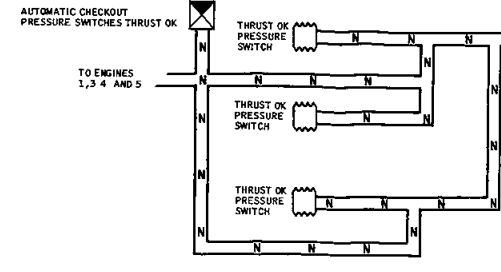 AUTOMATIC CHECKOUT
PRESSURE SWITCHES THRUST OK
THRUST OK
PRESSURE
SWITCH
N
N
N
N
N
TO ENGINES
1,3 4 AND 5
N
N
N
N
THRUST OK
PRESSURE
SWITCH
N
N
N
N
N
THRUST OK
PRESSURE
SWITCH
N
N
N
N
N
N
N
N
N